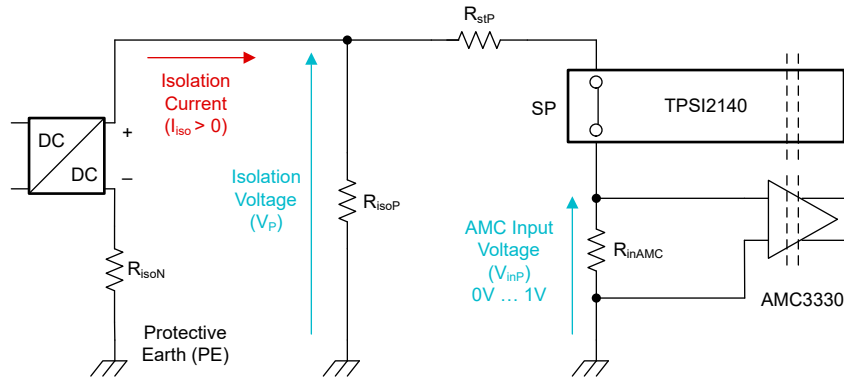 RstP
Isolation
Current
(Iiso > 0)
SP
TPSI2140
DC
DC
+
−
Isolation
Voltage
(VP)
RisoP
AMC Input
Voltage
(VinP)
0V ... 1V
RinAMC
RisoN
AMC3330
Protective
Earth (PE)